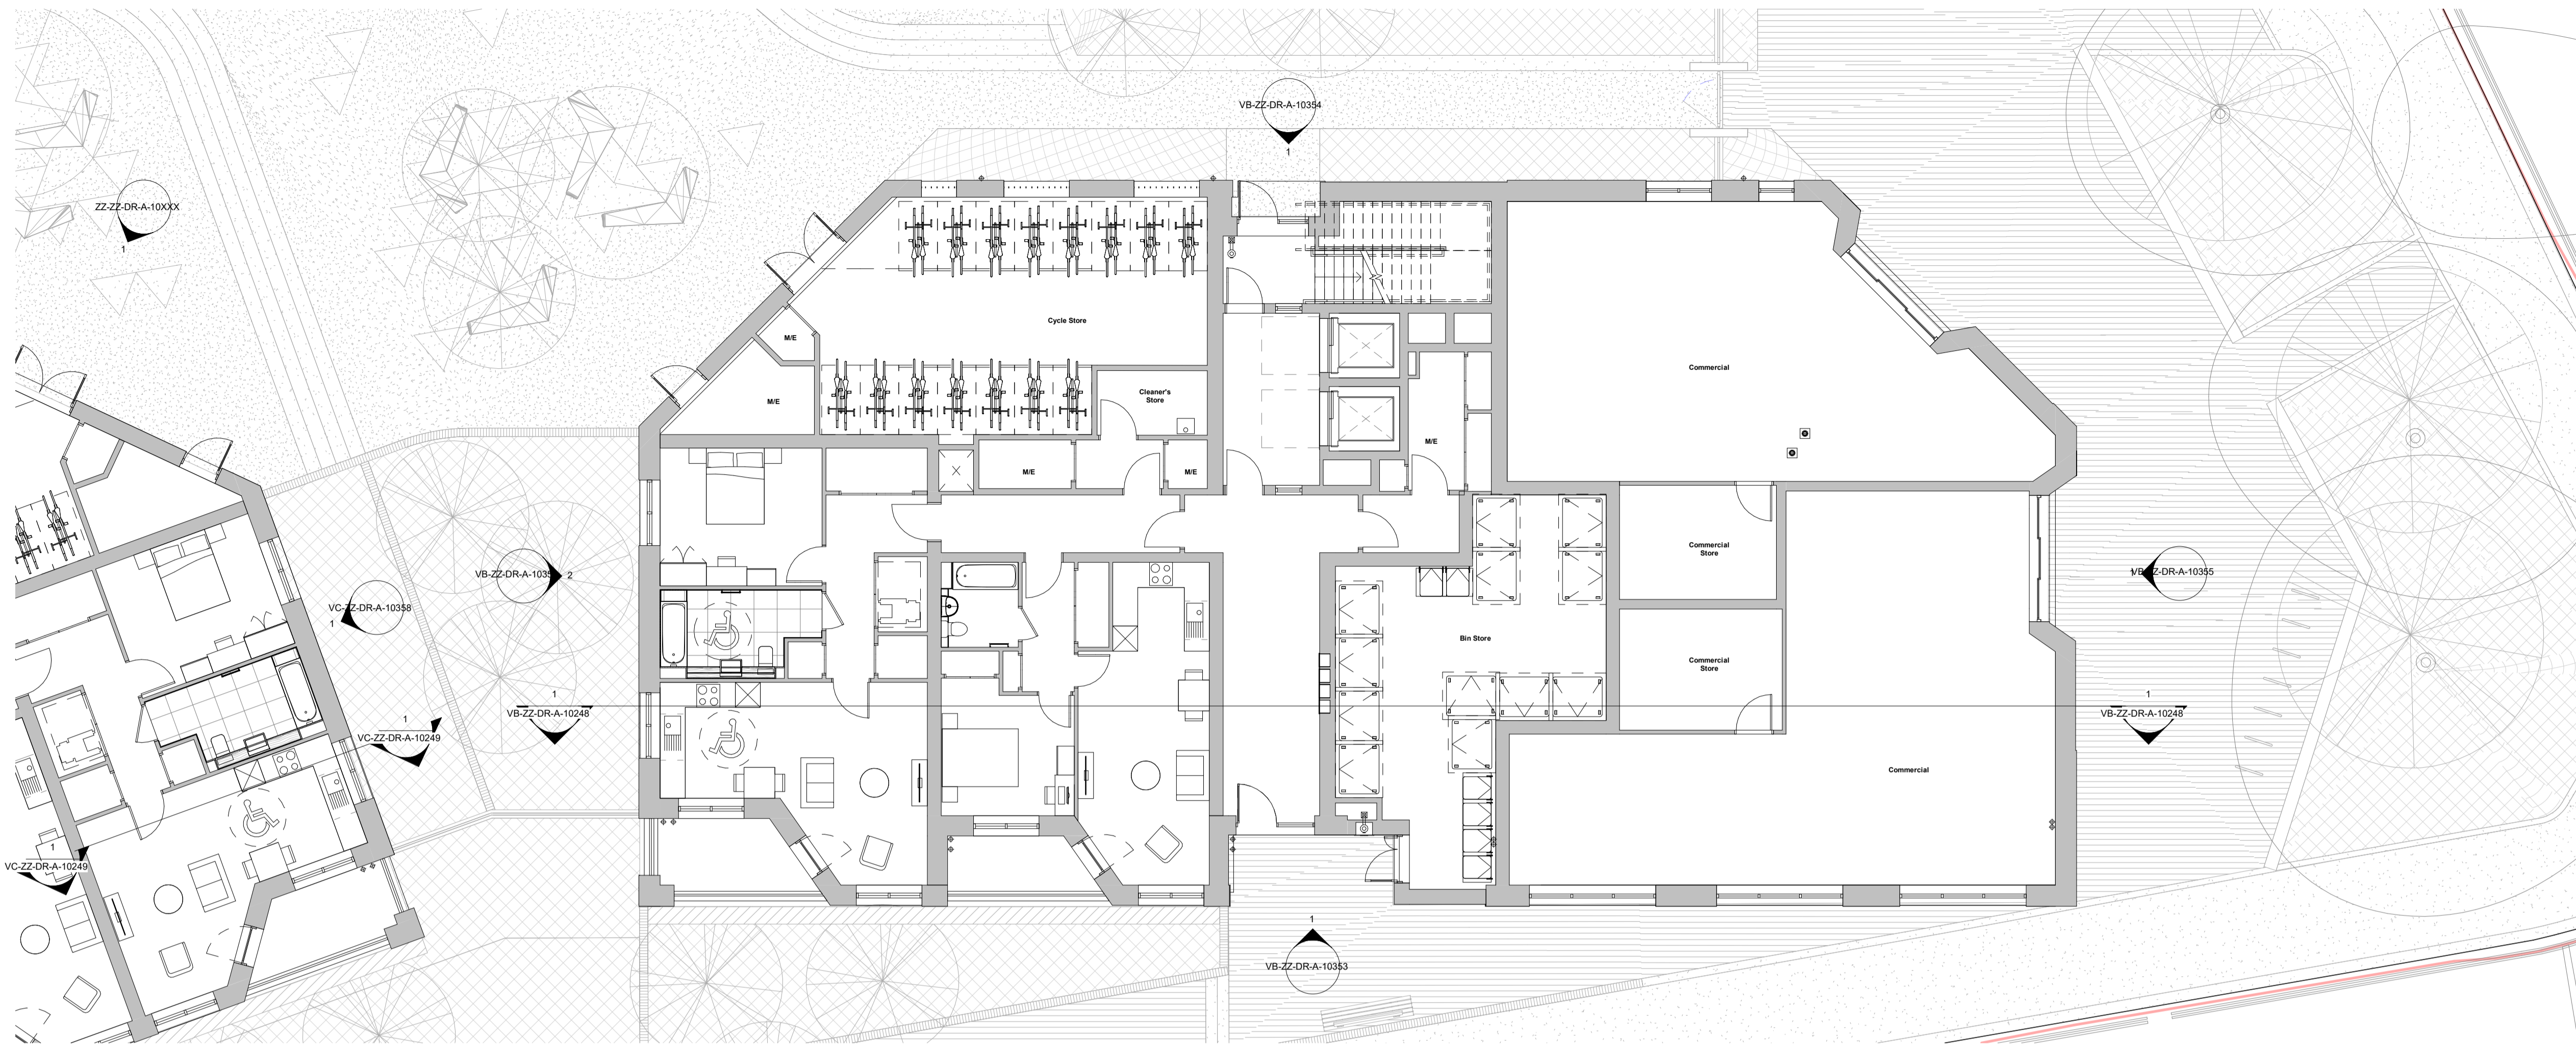 VB-ZZ-DR-A-10354
1
ZZ-ZZ-DR-A-10XXX
1
Cycle Store
M/E
M/E
Cleaner's
Store
M/E
M/E
M/E
Commercial
Commercial
Store
Commercial
Store
Bin Store
Commercial
2
VC-ZZ-DR-A-10358
1
VB-ZZ-DR-A-10355
1
VB-ZZ-DR-A-10248
1
VC-ZZ-DR-A-10249
1
VC-ZZ-DR-A-10249
1
VB-ZZ-DR-A-10248
1
VB-ZZ-DR-A-10353